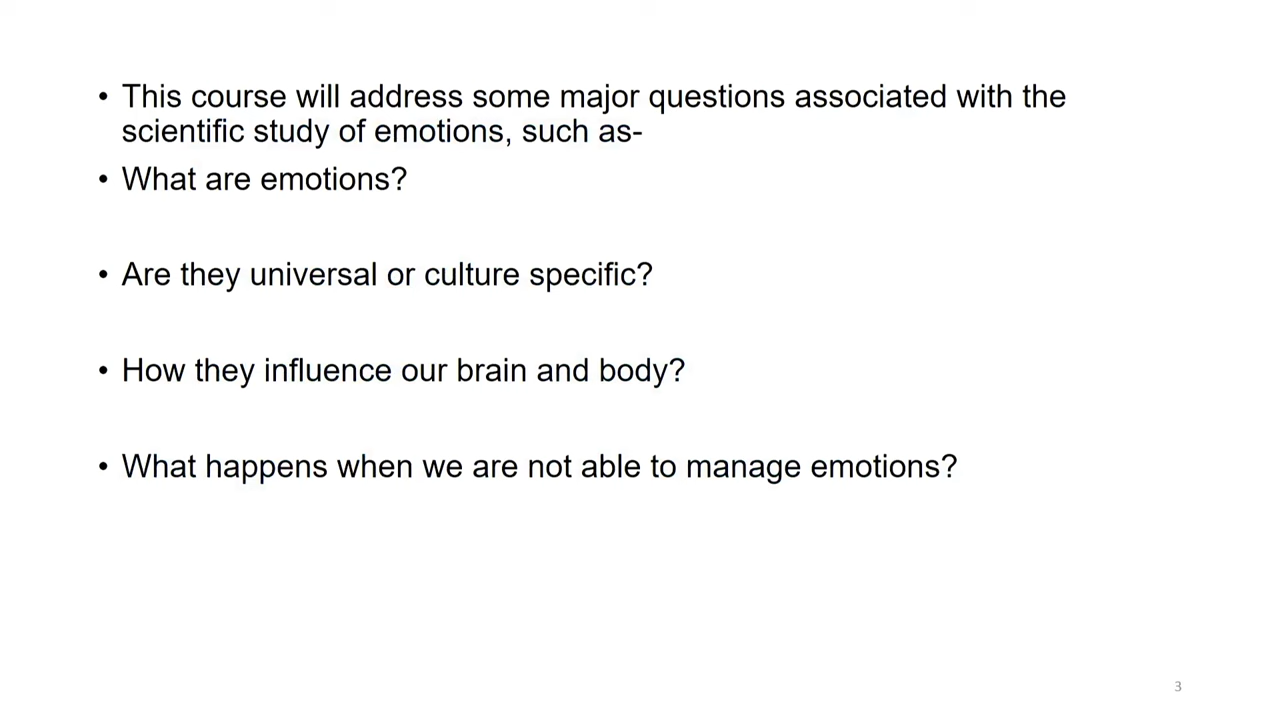 • This course will address some major questions associated with the
scientific study of emotions, such as-
• What are emotions?
• Are they universal or culture specific?
• How they influence our brain and body?
• What happens when we are not able to manage emotions?
3